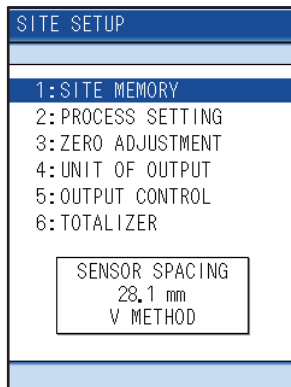 SITE SETUP
1:SITE MEMORY
2:PROCESS SETTING
3:ZERO ADJUSTMENT
4:UNIT OF OUTPUT
5:OUTPUT CONTROL
6:TOTALIZER
SENSOR SPACING
28.1 mm
V METHOD